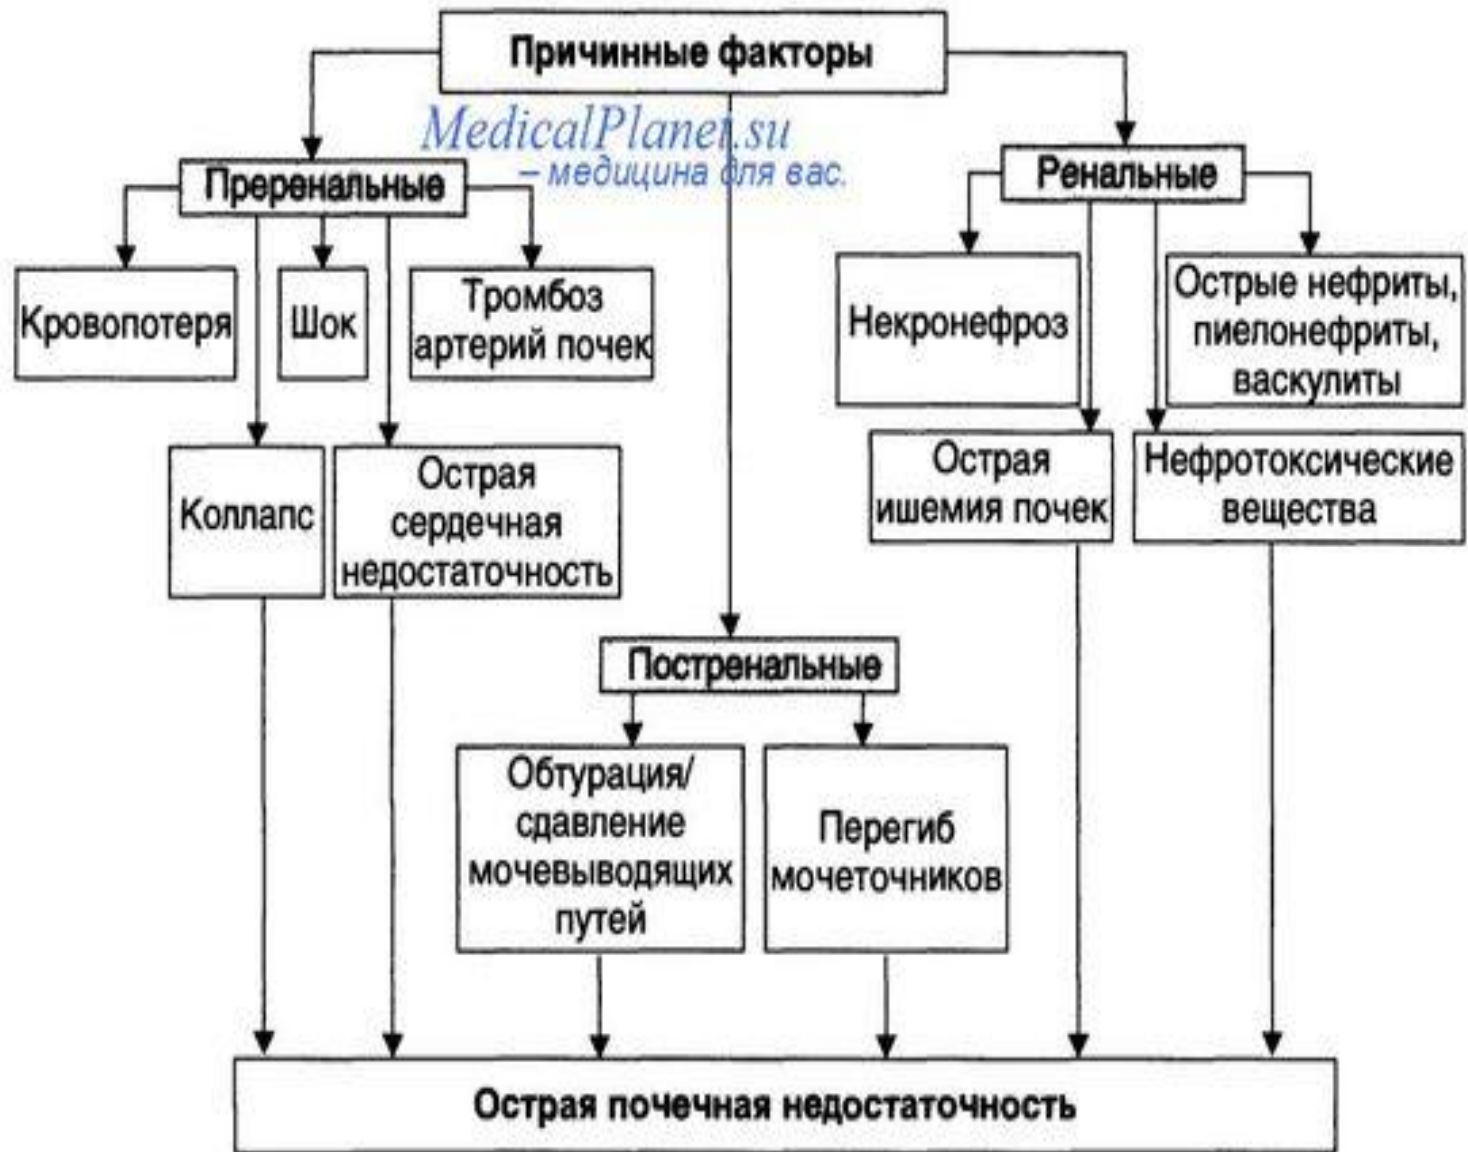 Причинные факторы
MedicalPlanet.su
– медицина для вас.
Преренальные
Ренальные
Кровопотеря
Шок
Тромбоз
артерий почек
Некронефроз
Острые нефриты,
пиелонефриты,
васкулиты
Коллапс
Острая
сердечная
недостаточность
Острая
ишемия почек
Нефротоксические
вещества
Постренальные
Обтурация/
сдавление
мочевыводящих
путей
Перегиб
мочеточников
Острая почечная недостаточность